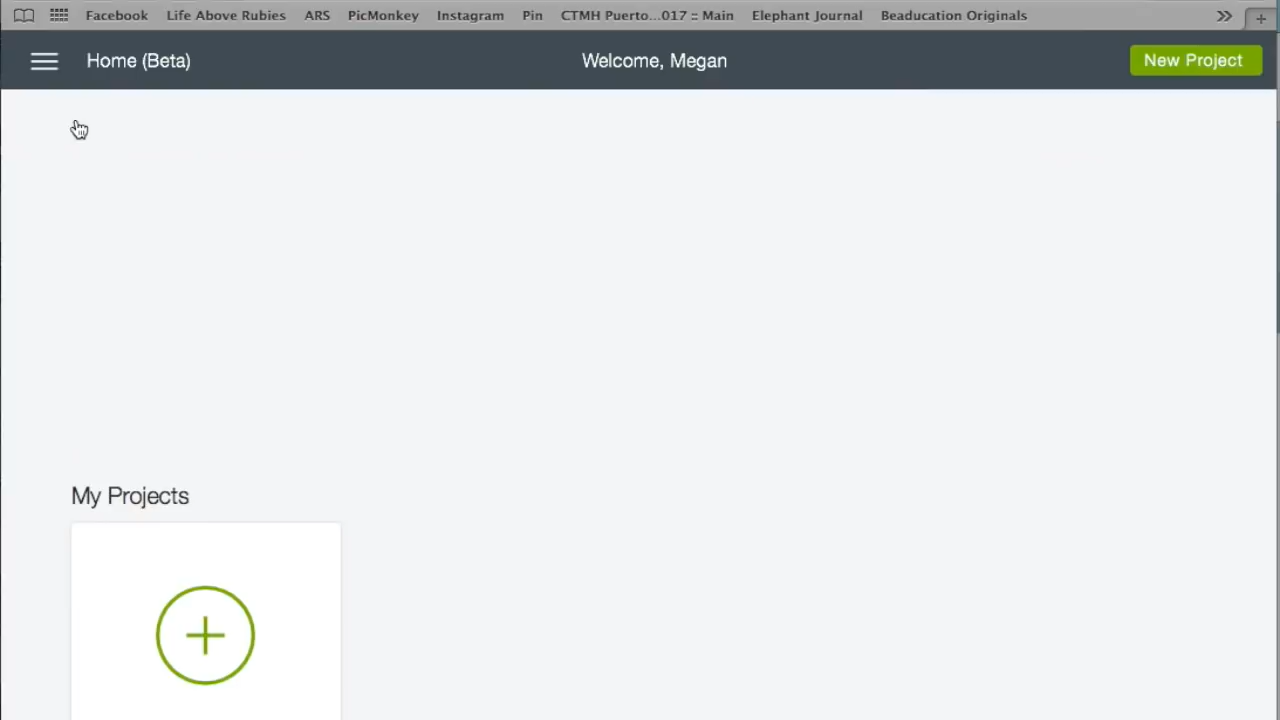 Facebook Life Above Rubies ARS PicMonkey Instagram Pin CTMH Puerto...017 :: Main Elephant Journal Beaducation Originals
Home (Beta) Welcome, Megan New Project
My Projects